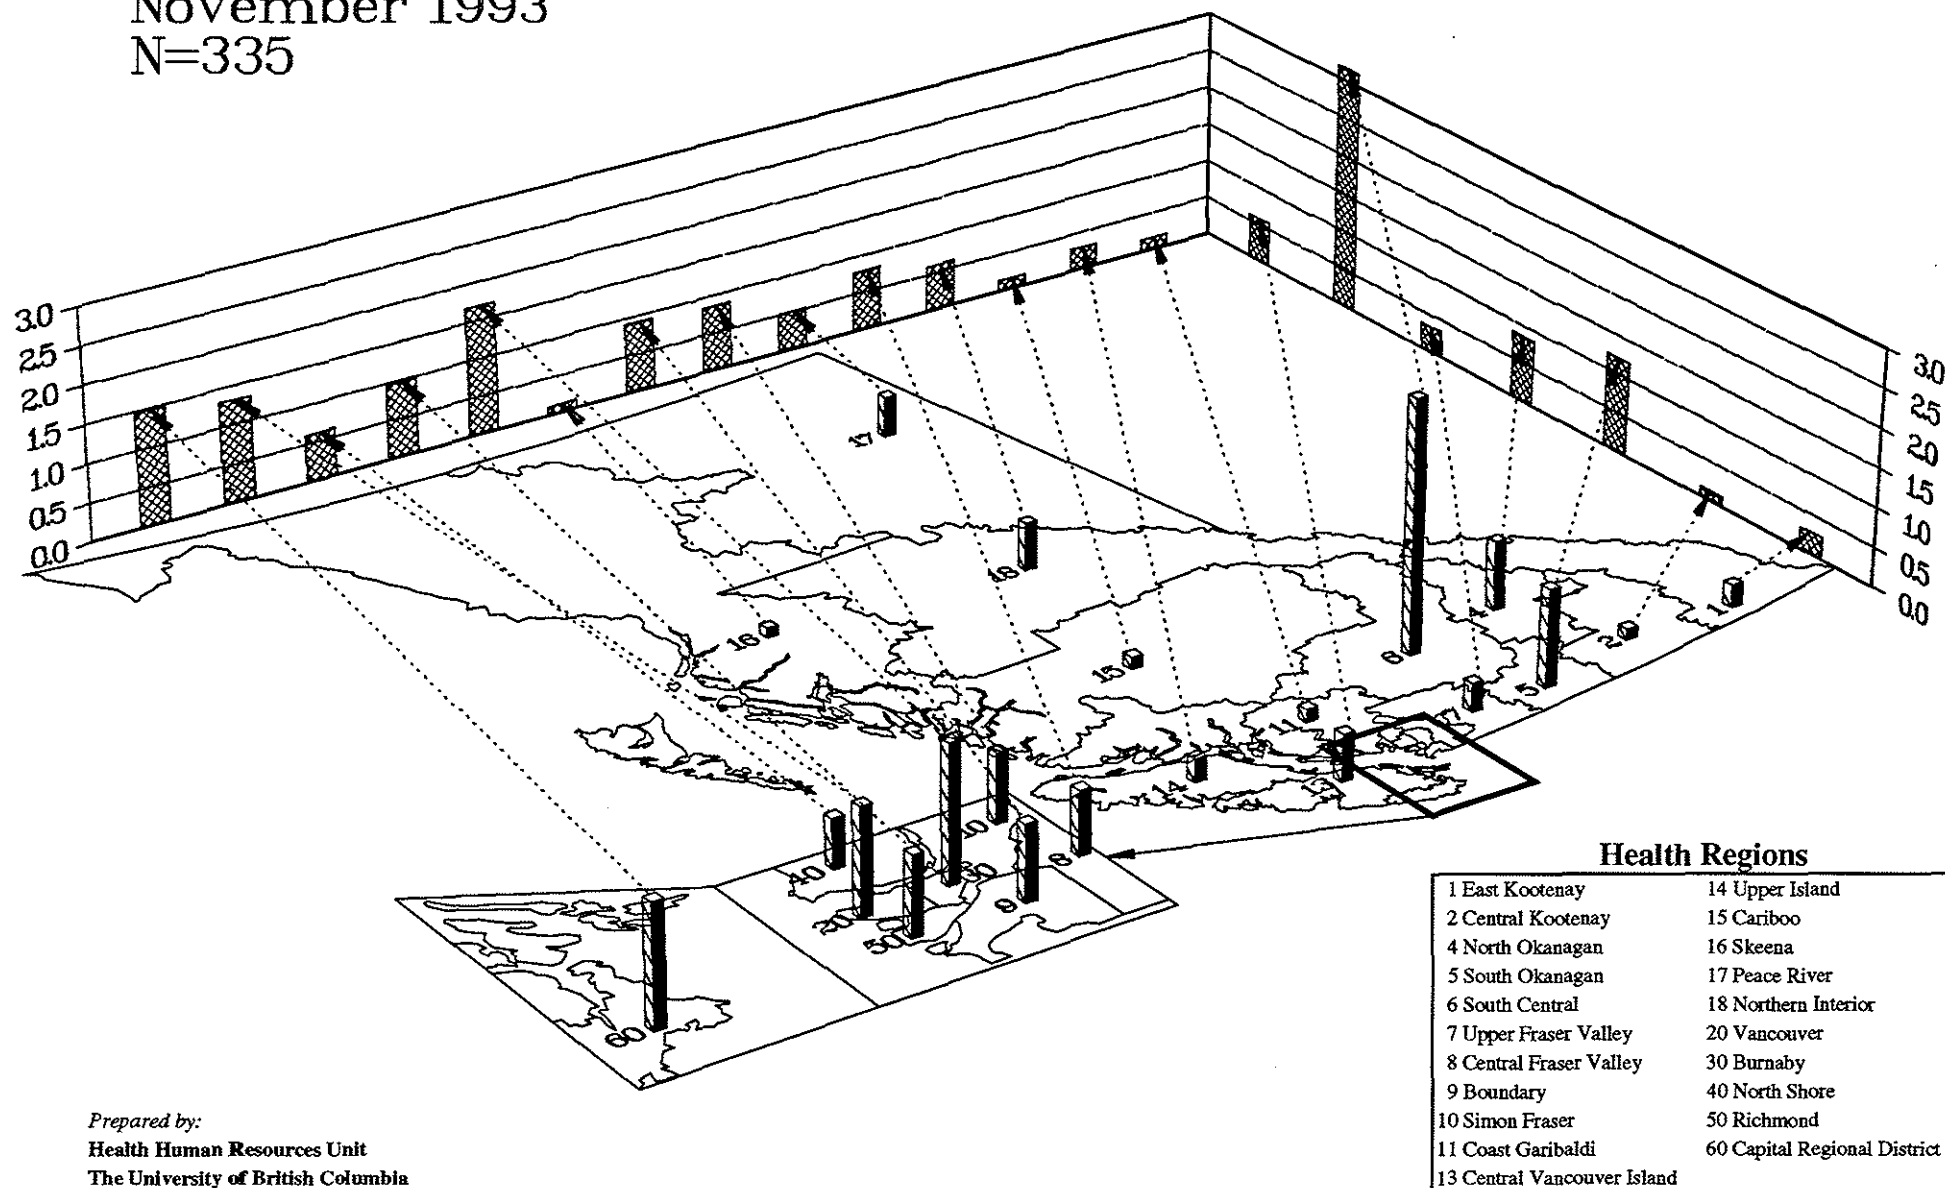 November 1993
N=335
3.0
2.5
2.0
1.5
1.0
0.5
0.0
3.0
2.5
2.0
1.5
1.0
0.5
0.0
17
18
16
15
6
4
5
2
1
7
11
13
14
10
8
40
30
9
20
50
60
Health Regions
1 East Kootenay
2 Central Kootenay
4 North Okanagan
5 South Okanagan
6 South Central
7 Upper Fraser Valley
8 Central Fraser Valley
9 Boundary
10 Simon Fraser
11 Coast Garibaldi
13 Central Vancouver Island
14 Upper Island
15 Cariboo
16 Skeena
17 Peace River
18 Northern Interior
20 Vancouver
30 Burnaby
40 North Shore
50 Richmond
60 Capital Regional District
Prepared by:
Health Human Resources Unit
The University of British Columbia